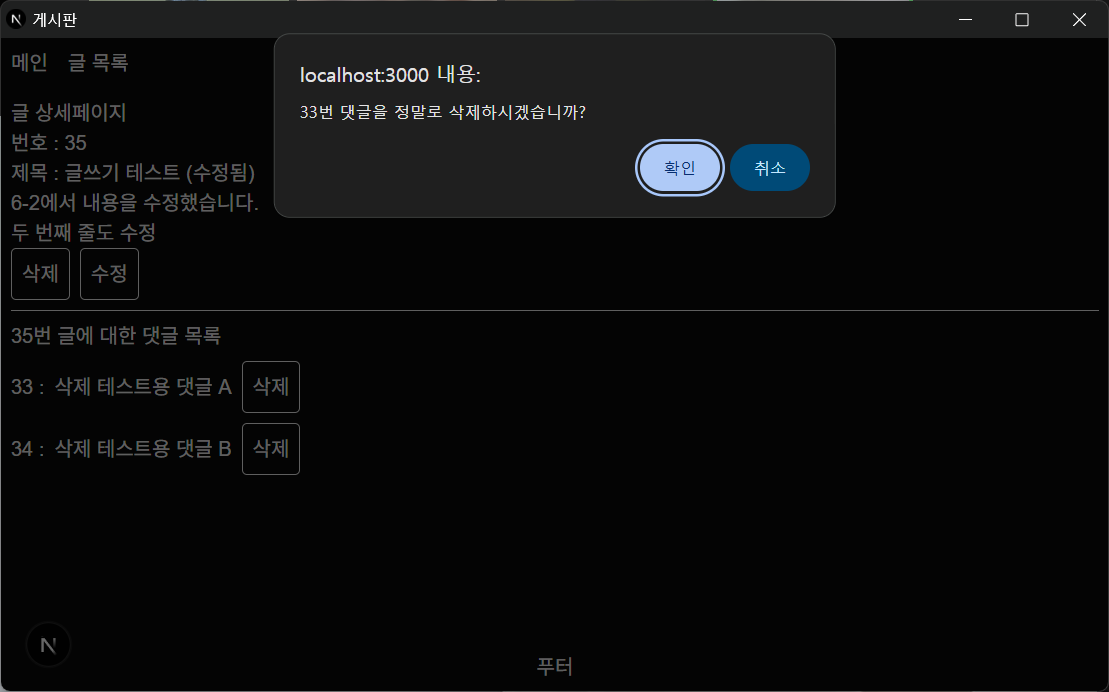 N 게시판
localhost:3000 내용:
33번 댓글을 정말로 삭제하시겠습니까?
확인 취소
메인 글 목록
글 상세페이지
번호 : 35
제목 : 글쓰기 테스트 (수정됨)
6-2에서 내용을 수정했습니다.
두 번째 줄도 수정
삭제 수정
35번 글에 대한 댓글 목록
33 : 삭제 테스트용 댓글 A 삭제
34 : 삭제 테스트용 댓글 B 삭제
N
푸터